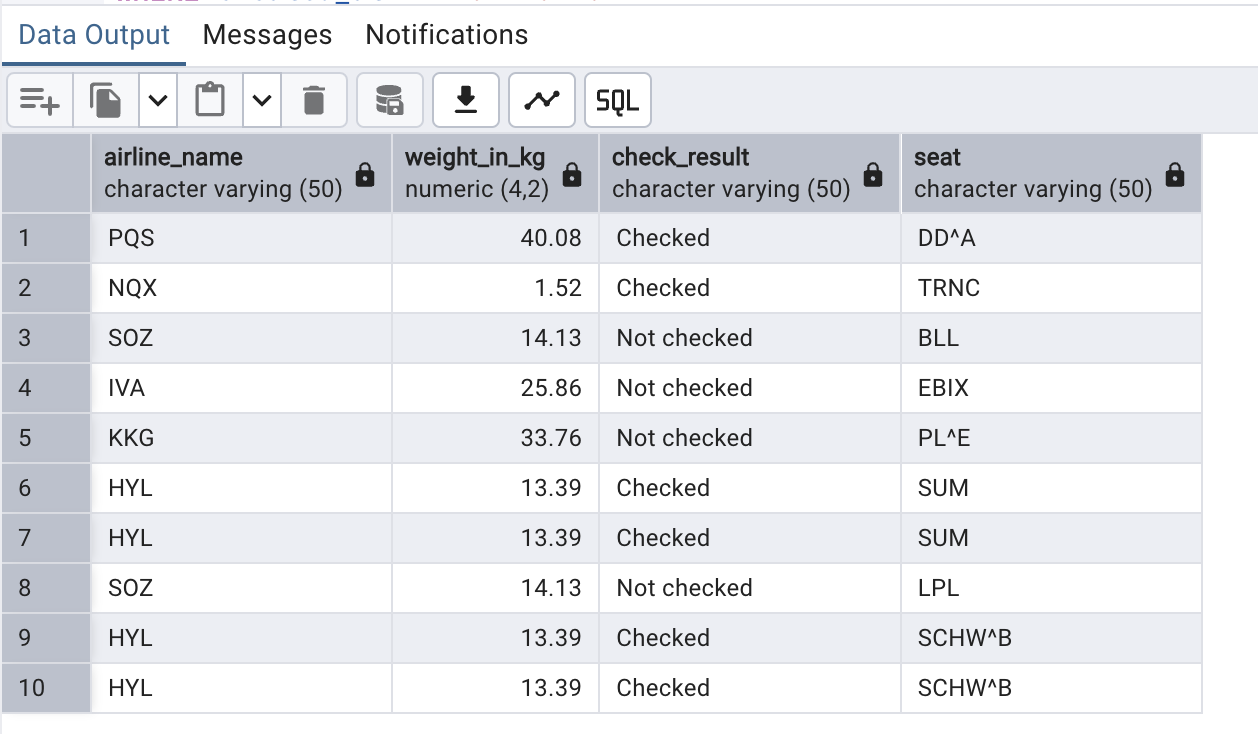 Data Output Messages Notifications
SQL
airline_name weight_in_kg check_result seat
character varying (50) numeric (4,2) character varying (50) character varying (50)
1 PQS 40.08 Checked DD^A
2 NQX 1.52 Checked TRNC
3 SOZ 14.13 Not checked BLL
4 IVA 25.86 Not checked EBIX
5 KKG 33.76 Not checked PL^E
6 HYL 13.39 Checked SUM
7 HYL 13.39 Checked SUM
8 SOZ 14.13 Not checked LPL
9 HYL 13.39 Checked SCHW^B
10 HYL 13.39 Checked SCHW^B